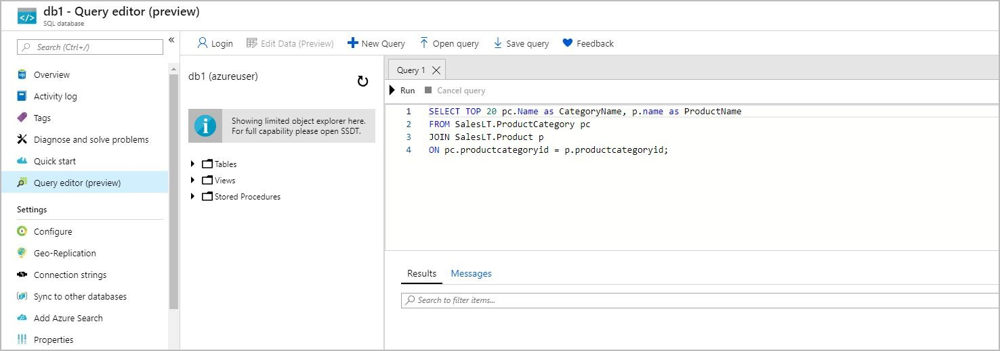 db1 - Query editor (preview)
SQL database
Search (Ctrl+/)
«
Overview
Activity log
Tags
Diagnose and solve problems
Quick start
Query editor (preview)
Settings
Configure
Geo-Replication
Connection strings
Sync to other databases
Add Azure Search
Properties
Login
Edit Data (Preview)
New Query
Open query
Save query
Feedback
db1 (azureuser)
Showing limited object explorer here.
For full capability please open SSDT.
Tables
Views
Stored Procedures
Query 1
Run
Cancel query
1 SELECT TOP 20 pc.Name as CategoryName, p.name as ProductName
2 FROM SalesLT.ProductCategory pc
3 JOIN SalesLT.Product p
4 ON pc.productcategoryid = p.productcategoryid;
Results
Messages
Search to filter items...